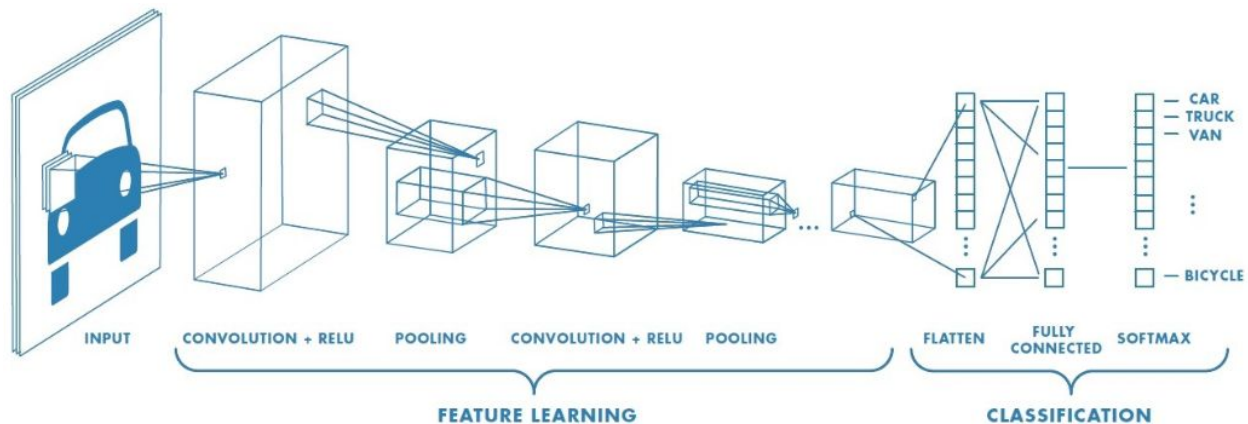 CAR
TRUCK
VAN
BICYCLE
INPUT
CONVOLUTION + RELU
POOLING
CONVOLUTION + RELU
POOLING
FLATTEN
FULLY
CONNECTED
SOFTMAX
FEATURE LEARNING
CLASSIFICATION